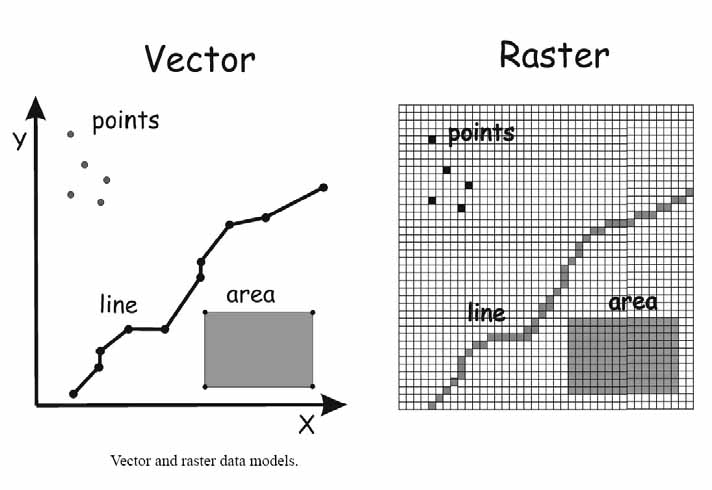 Vector
Y
points
line
area
X
Raster
points
line
area
Vector and raster data models.